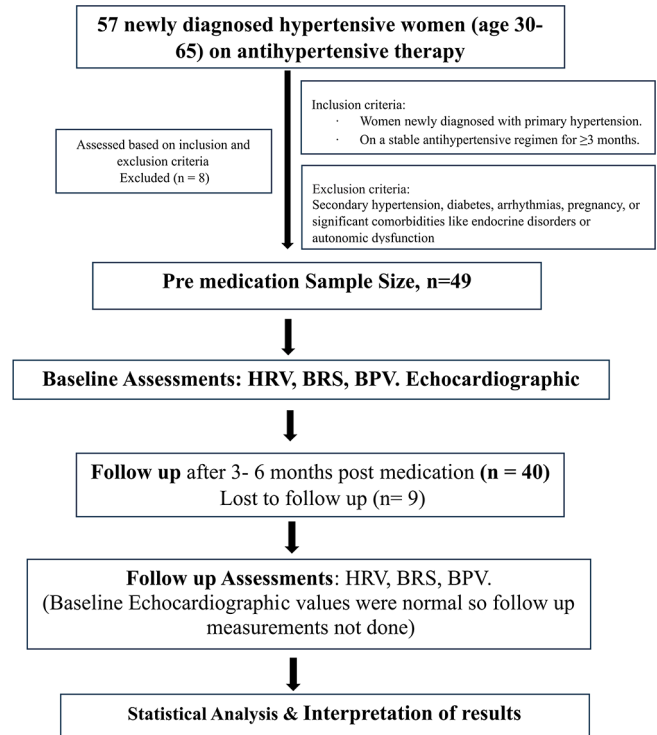 57 newly diagnosed hypertensive women (age 30-
65) on antihypertensive therapy
Inclusion criteria:
· Women newly diagnosed with primary hypertension.
· On a stable antihypertensive regimen for ≥3 months.
Assessed based on inclusion and
exclusion criteria
Excluded (n = 8)
Exclusion criteria:
Secondary hypertension, diabetes, arrhythmias, pregnancy, or
significant comorbidities like endocrine disorders or
autonomic dysfunction
Pre medication Sample Size, n=49
Baseline Assessments: HRV, BRS, BPV. Echocardiographic
Follow up after 3- 6 months post medication (n = 40)
Lost to follow up (n= 9)
Follow up Assessments: HRV, BRS, BPV.
(Baseline Echocardiographic values were normal so follow up
measurements not done)
Statistical Analysis & Interpretation of results